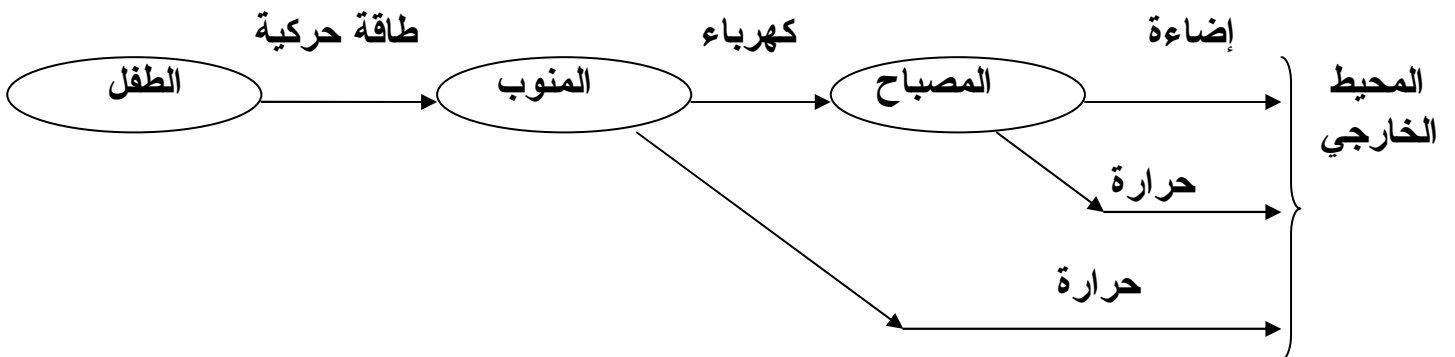 طاقة حركية
كهرباء
إضاءة
الطفل
المنوب
المصباح
المحيط
الخارجي
حرارة
حرارة